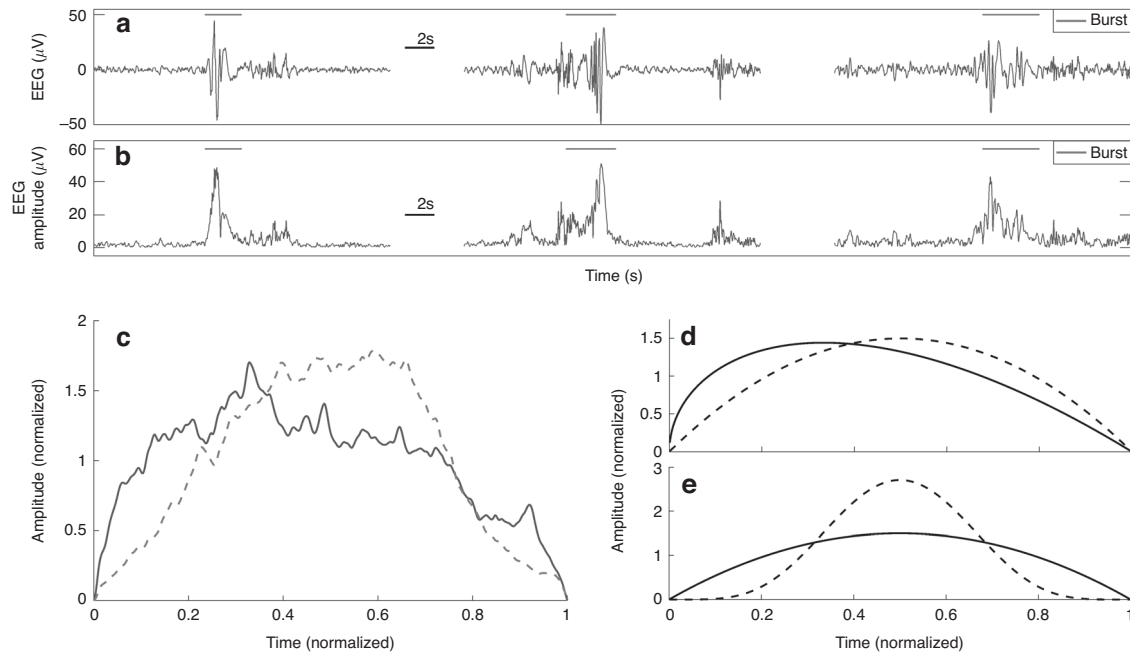 a
Burst
50
0
–50
EEG (μV)
2s
b
Burst
60
40
20
0
EEG
amplitude (μV)
2s
Time (s)
c
2
1.5
1
0.5
0
Amplitude (normalized)
0 0.2 0.4 0.6 0.8 1
Time (normalized)
d
1.5
1
0.5
0
e
3
2
1
0
Amplitude (normalized)
0 0.2 0.4 0.6 0.8 1
Time (normalized)